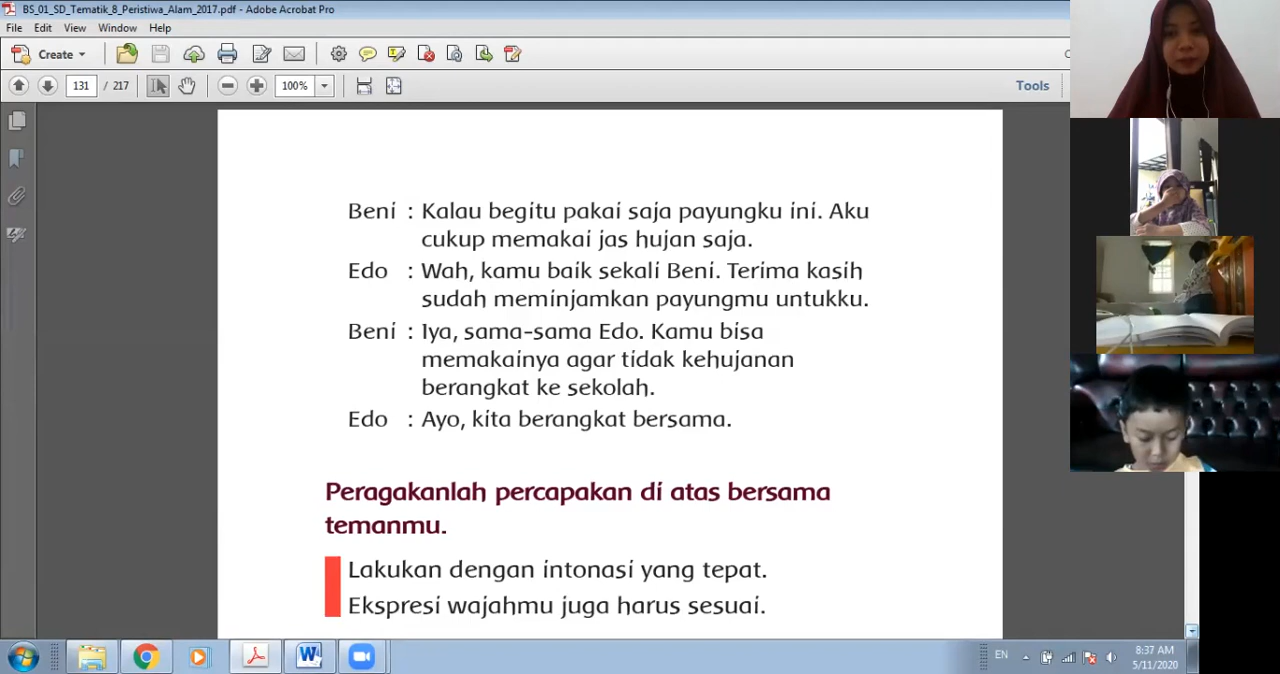 BS_01_SD_Tematik_8_Peristiwa_Alam_2017.pdf - Adobe Acrobat Pro
File Edit View Window Help
Create
131 / 217 100% Tools
Beni : Kalau begitu pakai saja payungku ini. Aku
cukup memakai jas hujan saja.
Edo : Wah, kamu baik sekali Beni. Terima kasih
sudah meminjamkan payungmu untukku.
Beni : Iya, sama-sama Edo. Kamu bisa
memakainya agar tidak kehujanan
berangkat ke sekolah.
Edo : Ayo, kita berangkat bersama.
Peragakanlah percapakan di atas bersama
temanmu.
Lakukan dengan intonasi yang tepat.
Ekspresi wajahmu juga harus sesuai.
EN
8:37 AM
5/11/2020